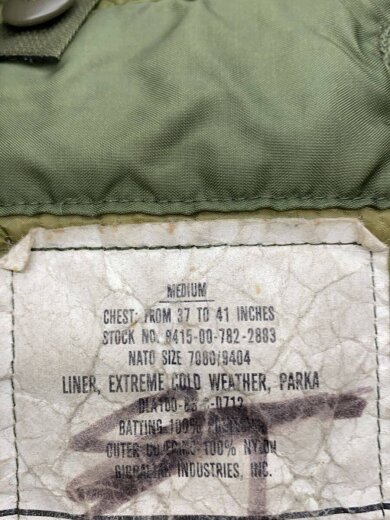 MEDIUM
CHEST: FROM 37 TO 41 INCHES
STOCK NO. 8415-00-782-2883
NATO SIZE 7080/9404
LINER, EXTREME COLD WEATHER, PARKA
DLA100-
BATTING 100%
OUTER 100% NYLON
INDUSTRIES, INC.